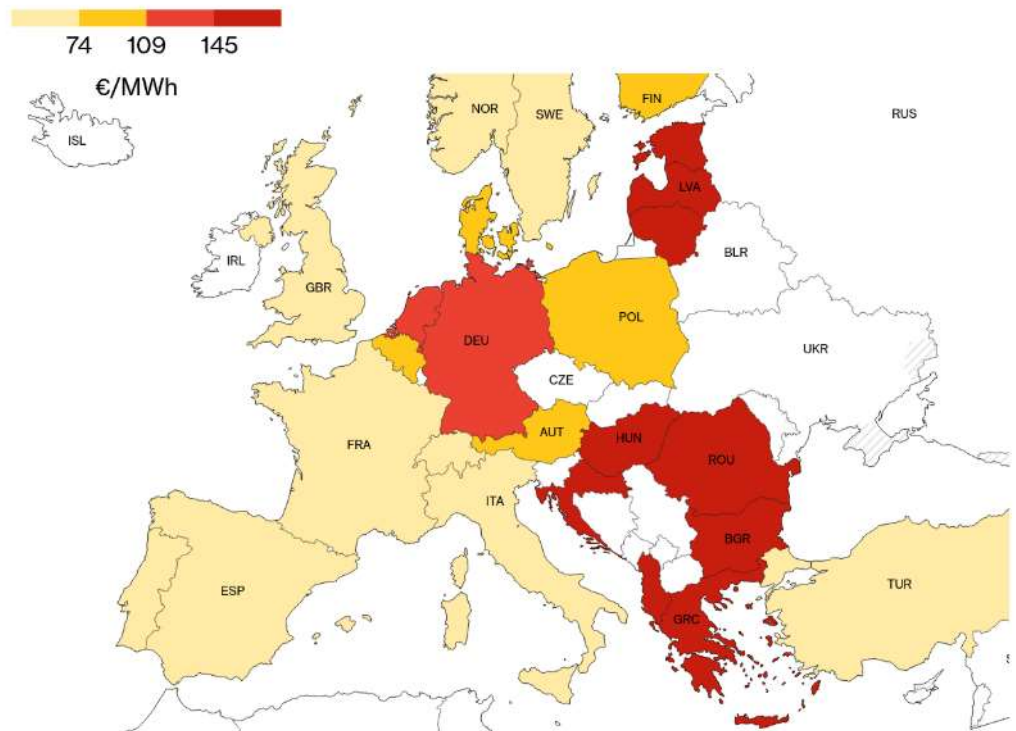 74 109 145
€/MWh
ISL
NOR
SWE
FIN
RUS
LVA
IRL
GBR
BLR
DEU
POL
UKR
CZE
FRA
AUT
HUN
ROU
ITA
BGR
ESP
TUR
GRC
S